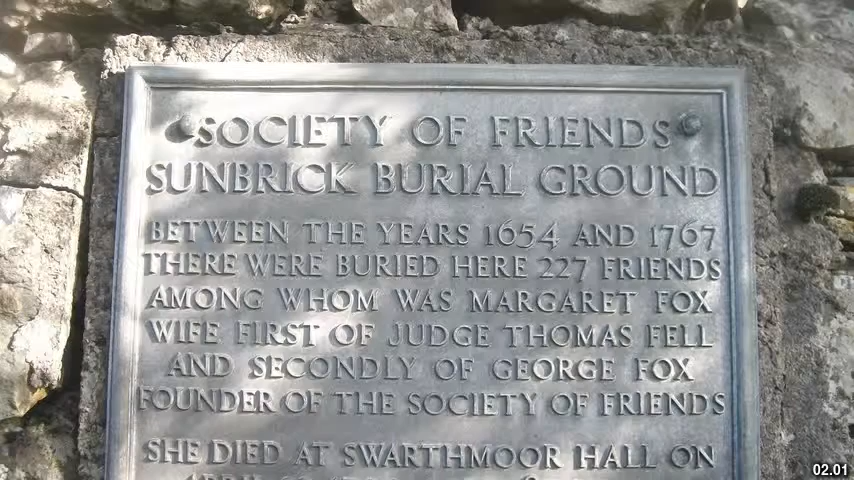 SOCIETY OF FRIENDS
SUNBRICK BURIAL GROUND
BETWEEN THE YEARS 1654 AND 1767
THERE WERE BURIED HERE 227 FRIENDS
AMONG WHOM WAS MARGARET FOX
WIFE FIRST OF JUDGE THOMAS FELL
AND SECONDLY OF GEORGE FOX
FOUNDER OF THE SOCIETY OF FRIENDS
SHE DIED AT SWARTHMOOR HALL ON
02.01